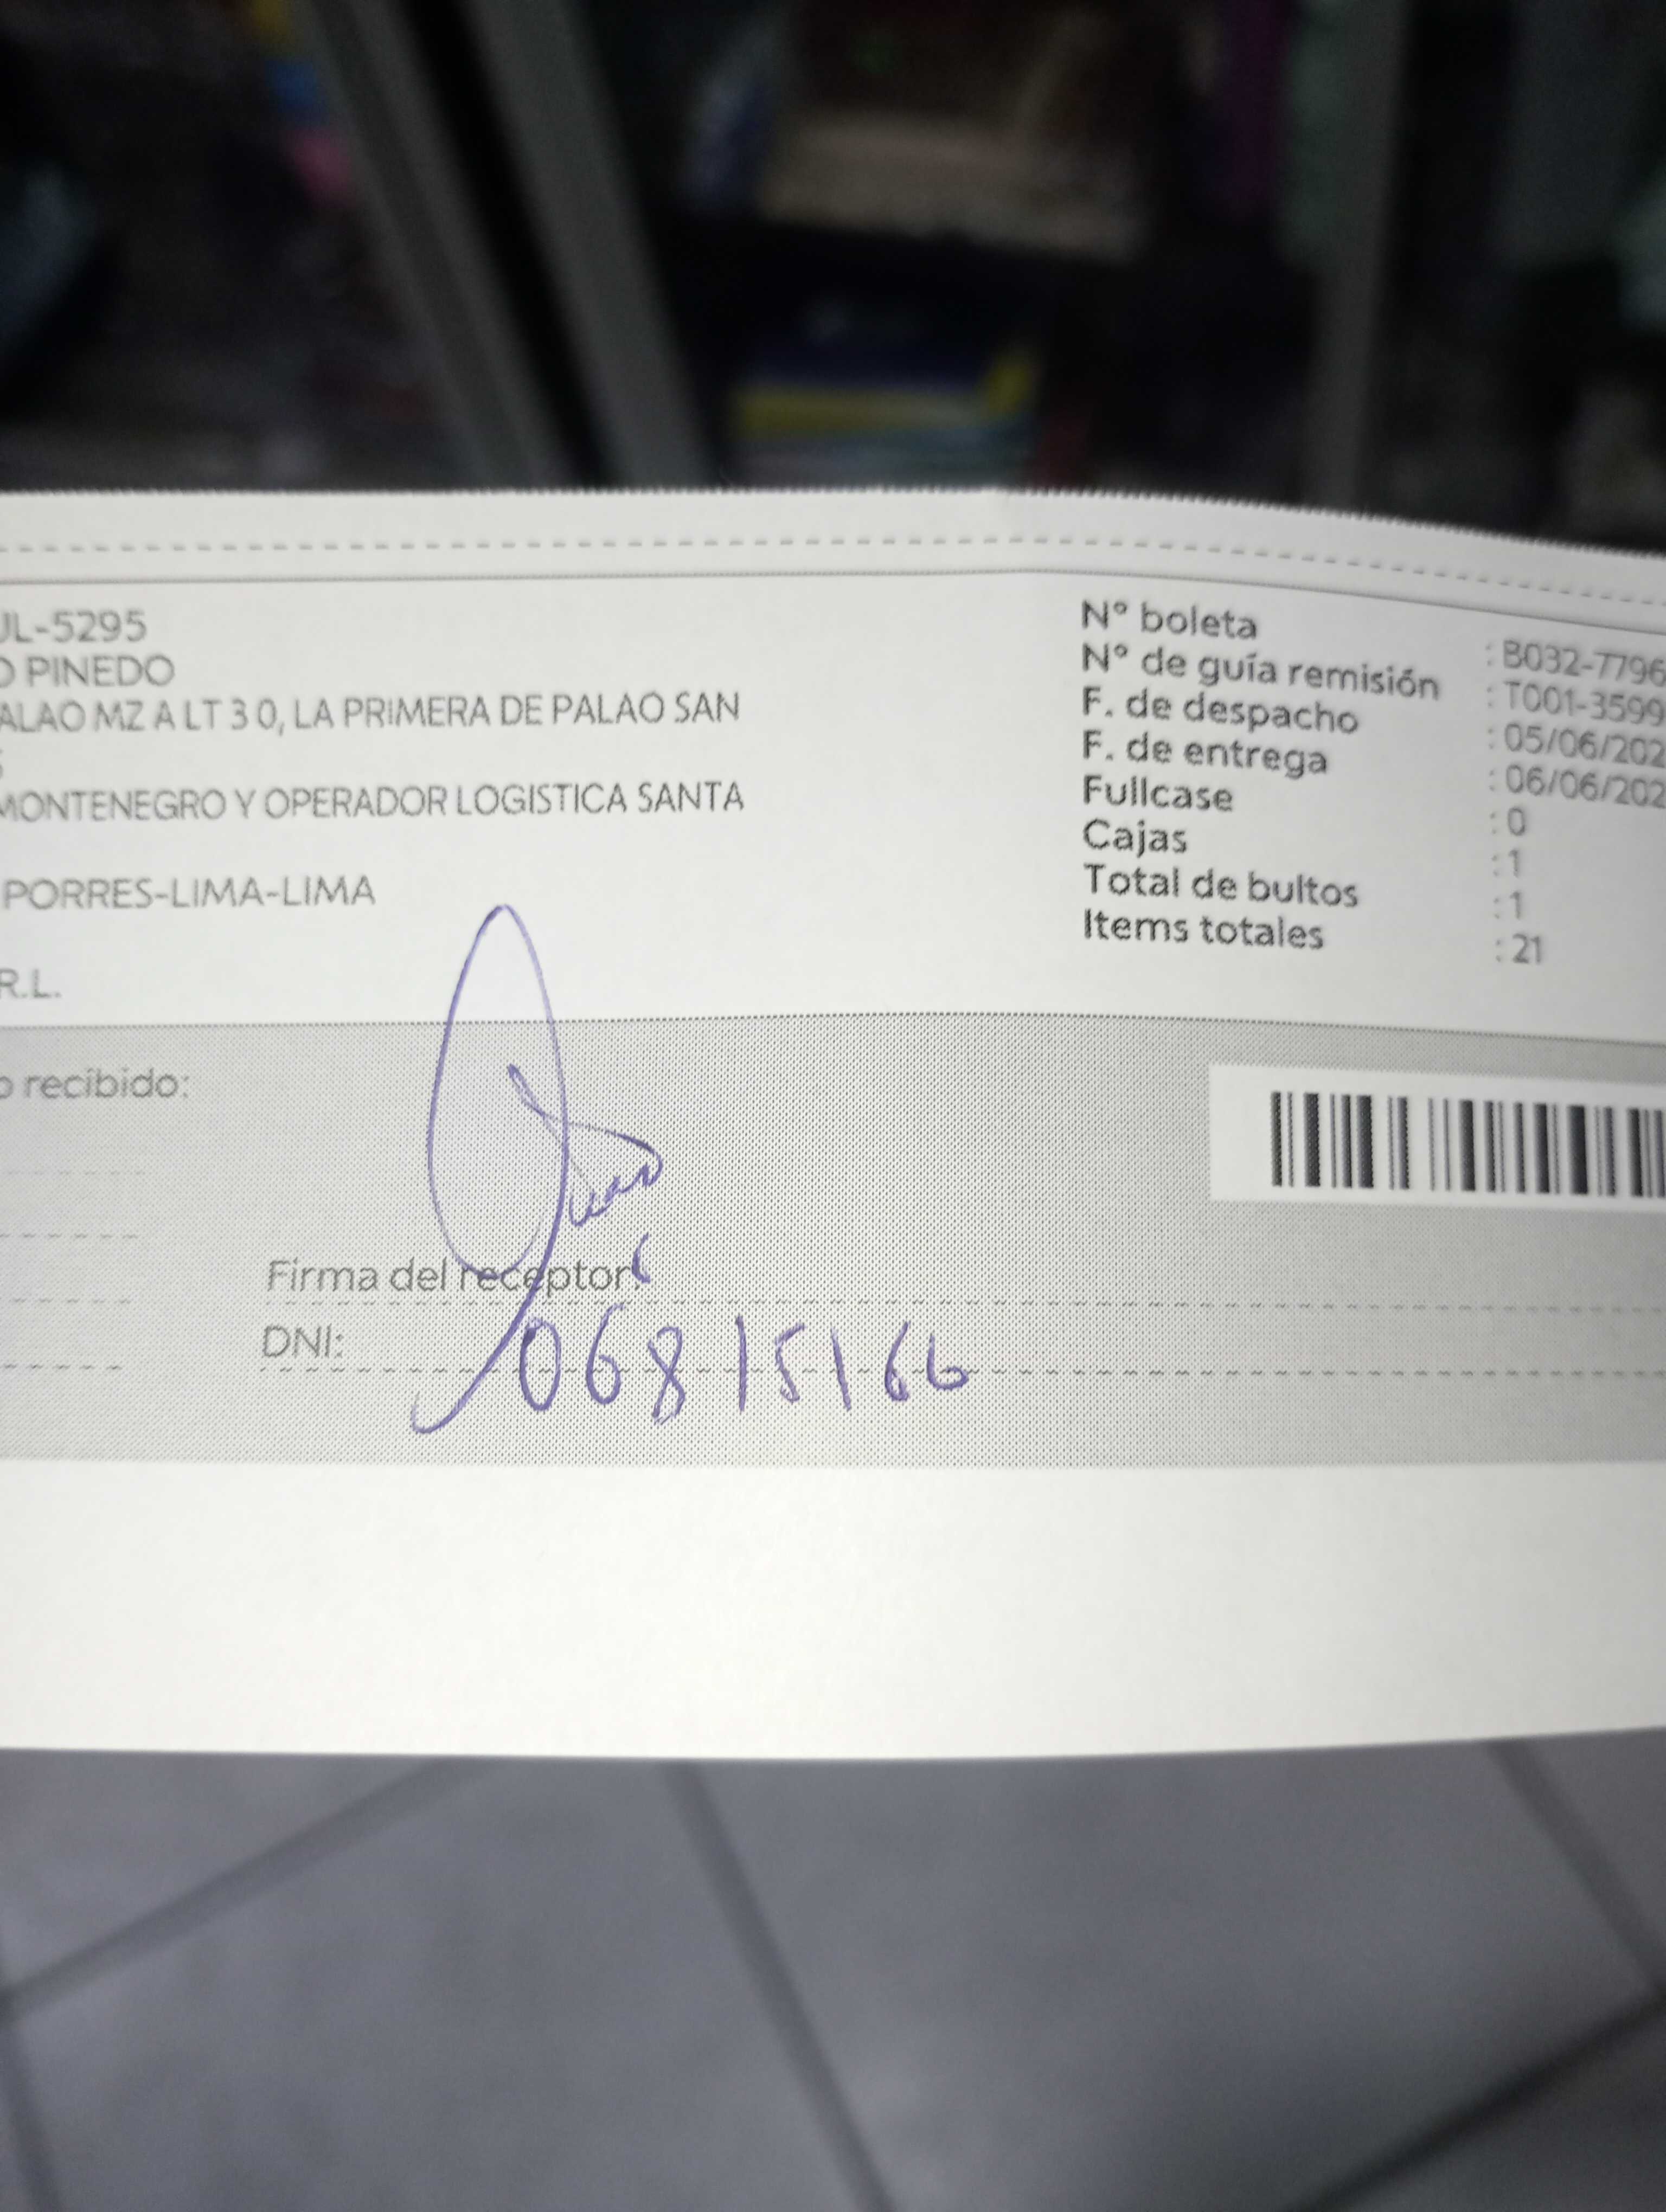 UL-5295
O PINEDO
ALAO MZ A LT 3 0, LA PRIMERA DE PALAO SAN
S
MONTENEGRO Y OPERADOR LOGISTICA SANTA
PORRES-LIMA-LIMA
R.L.
N° boleta : B032-7796
N° de guía remisión : T001-3599
F. de despacho : 05/06/202
F. de entrega : 06/06/202
Fullcase : 0
Cajas : 1
Total de bultos : 1
Items totales : 21
o recibido:
Firma del receptor:
DNI: 06815166